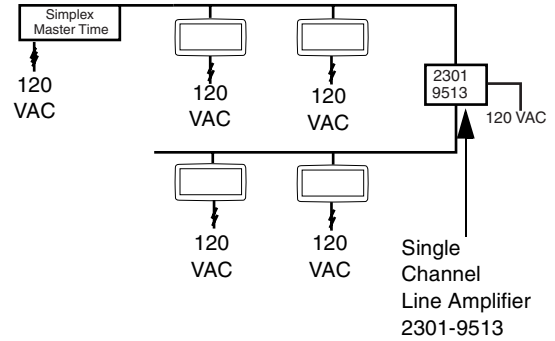 Simplex
Master Time
120
VAC
120
VAC
120
VAC
2301
9513
120 VAC
120
VAC
120
VAC
Single
Channel
Line Amplifier
2301-9513